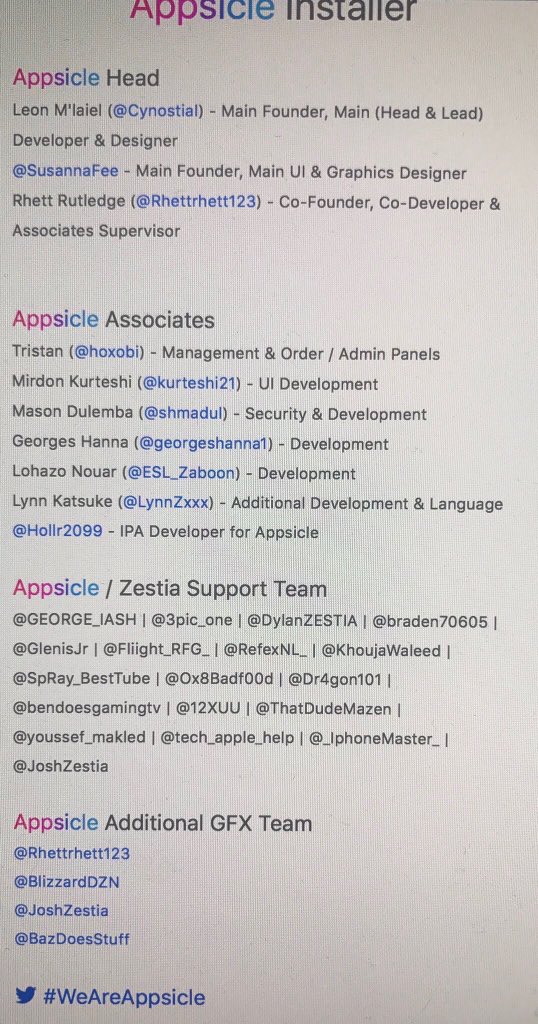 Appsicle Installer
Appsicle Head
Leon M'laiel (@Cynostial) - Main Founder, Main (Head & Lead)
Developer & Designer
@SusannaFee - Main Founder, Main UI & Graphics Designer
Rhett Rutledge (@Rhettrhett123) - Co-Founder, Co-Developer &
Associates Supervisor
Appsicle Associates
Tristan (@hoxobi) - Management & Order / Admin Panels
Mirdon Kurteshi (@kurteshi21) - UI Development
Mason Dulemba (@shmadul) - Security & Development
Georges Hanna (@georgeshanna1) - Development
Lohazo Nouar (@ESL_Zaboon) - Development
Lynn Katsuke (@LynnZxxx) - Additional Development & Language
@Hollr2099 - IPA Developer for Appsicle
Appsicle / Zestia Support Team
@GEORGE_IASH | @3pic_one | @DylanZESTIA | @braden70605 |
@GlenisJr | @Fliight_RFG_ | @RefexNL_ | @KhoujaWaleed |
@SpRay_BestTube | @Ox8Badf00d | @Dr4gon101 |
@bendoesgamingtv | @12XUU | @ThatDudeMazen |
@youssef_makled | @tech_apple_help | @_IphoneMaster_ |
@JoshZestia
Appsicle Additional GFX Team
@Rhettrhett123
@BlizzardDZN
@JoshZestia
@BazDoesStuff
#WeAreAppsicle